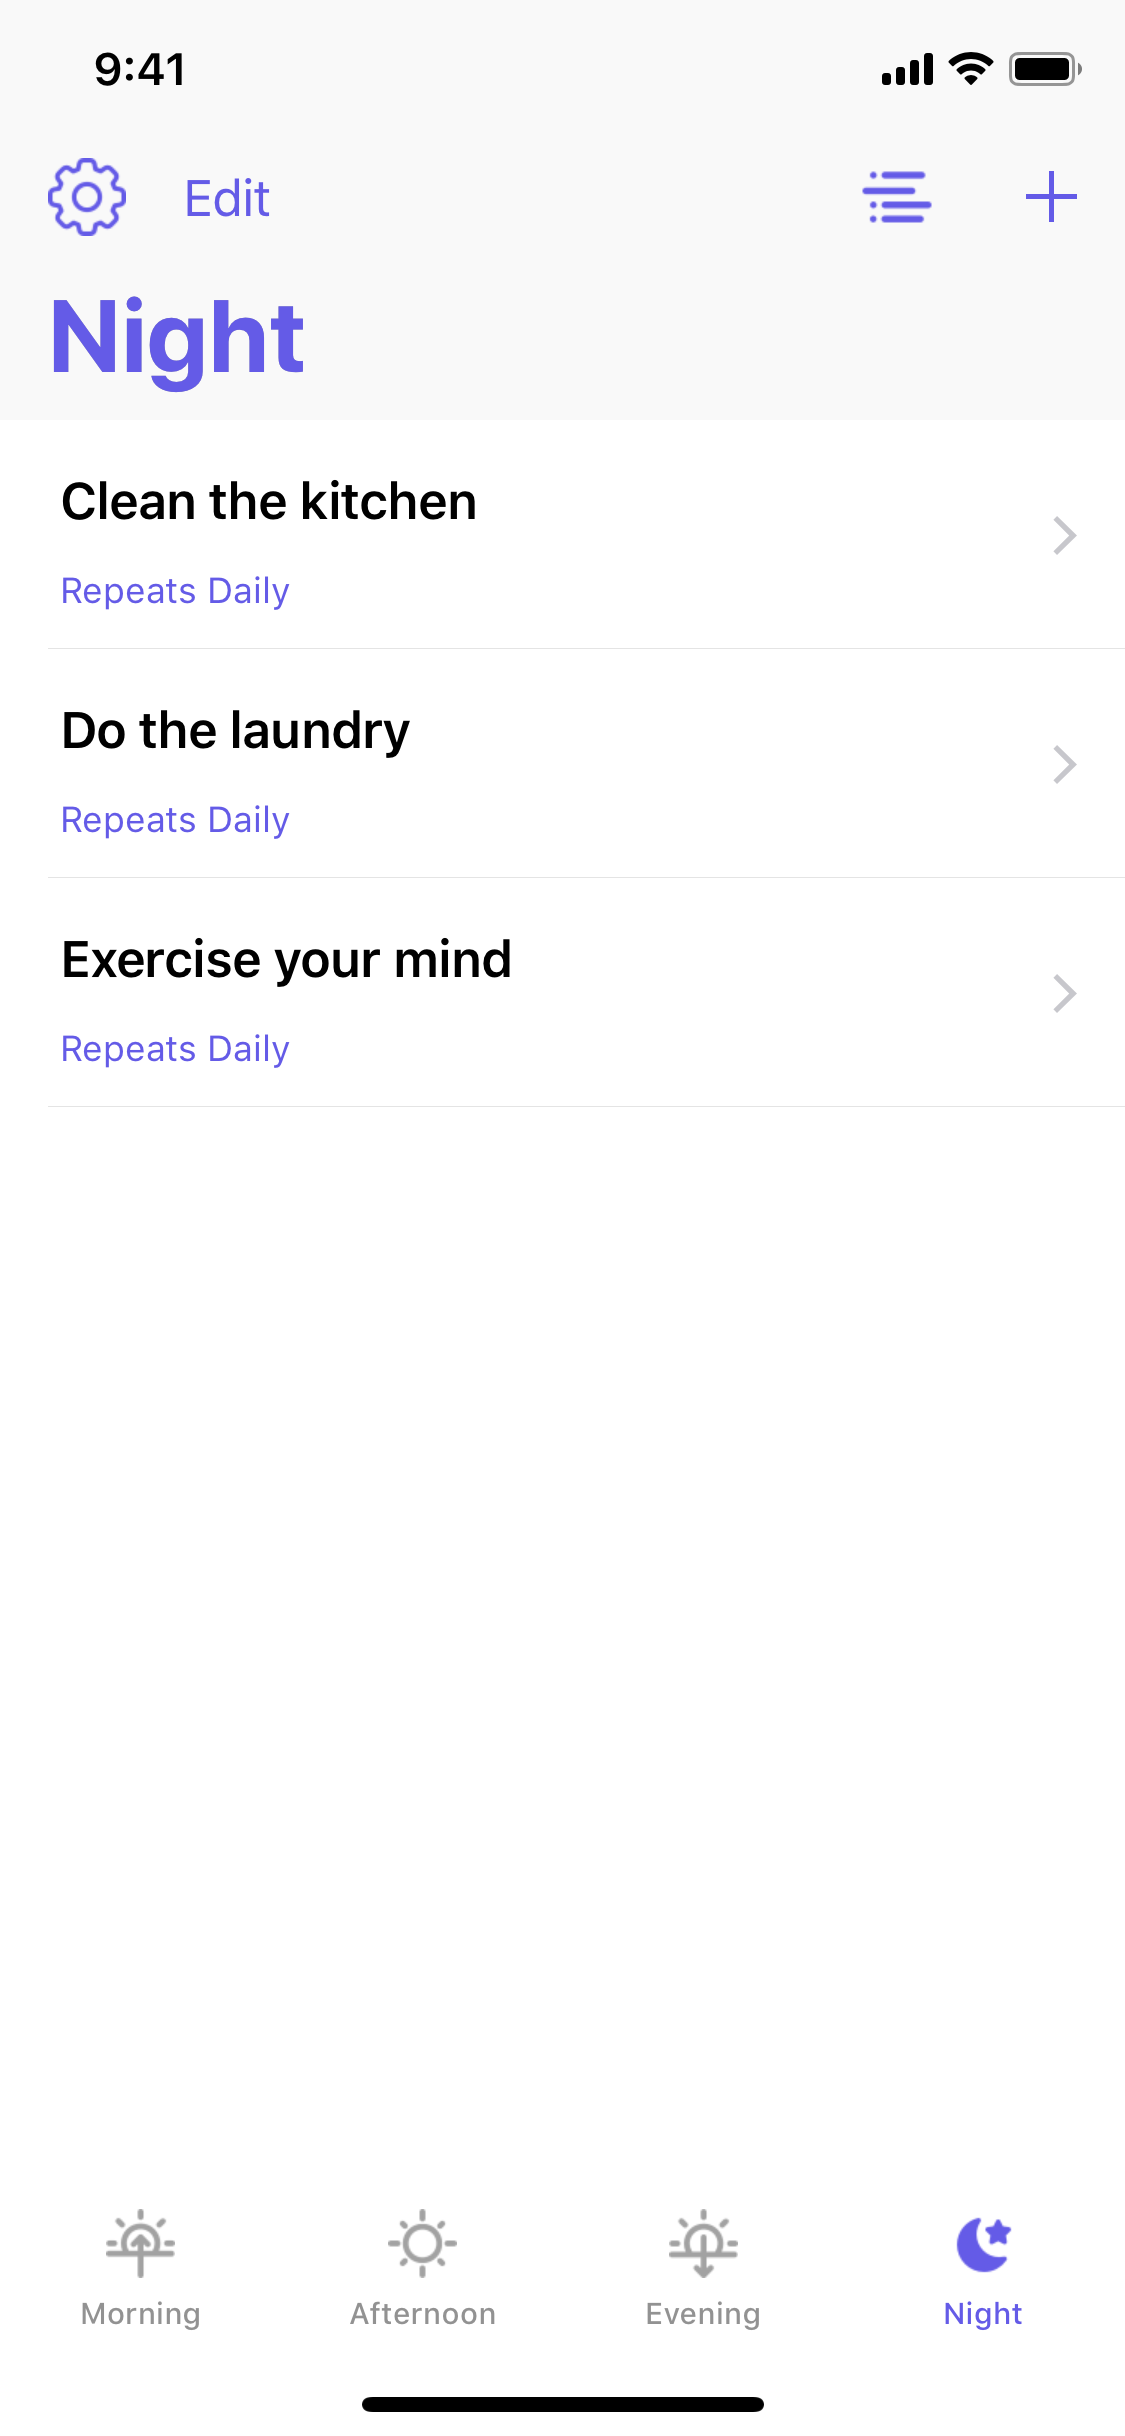 9:41
Edit
Night
Clean the kitchen
Repeats Daily
Do the laundry
Repeats Daily
Exercise your mind
Repeats Daily
Morning
Afternoon
Evening
Night